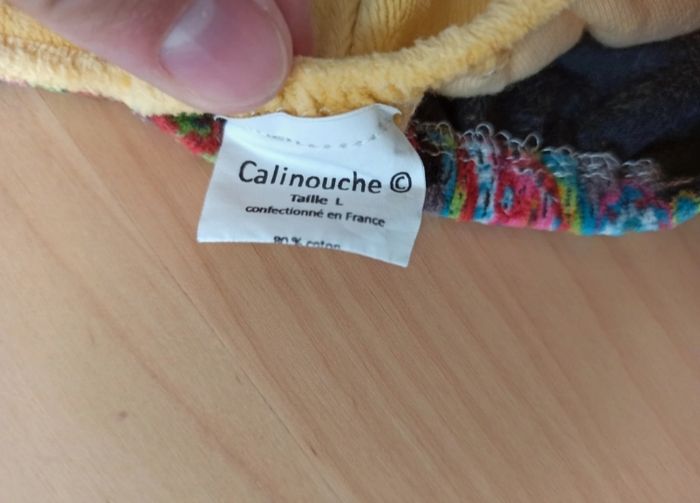 Calinouche ©
Taille L
confectionné en France
80 % coton